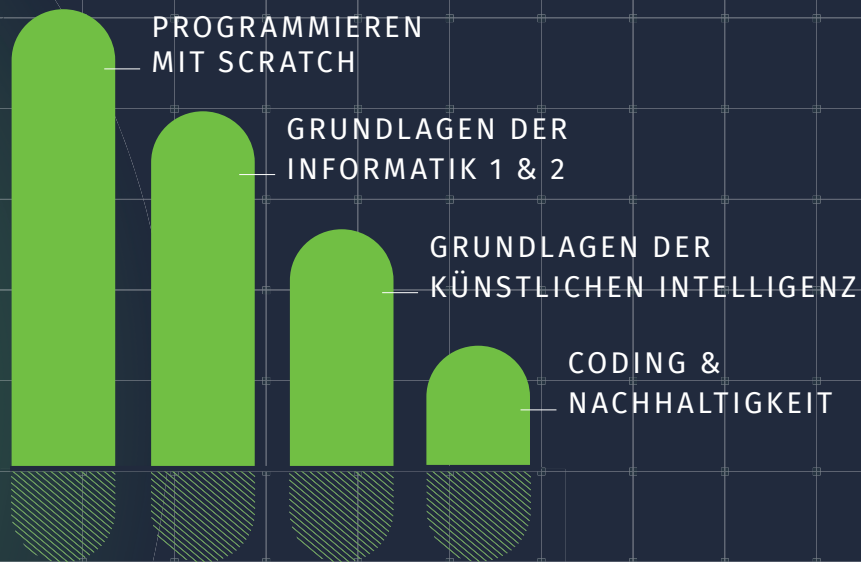 PROGRAMMIEREN
MIT SCRATCH
GRUNDLAGEN DER
INFORMATIK 1 & 2
GRUNDLAGEN DER
KÜNSTLICHEN INTELLIGENZ
CODING &
NACHHALTIGKEIT